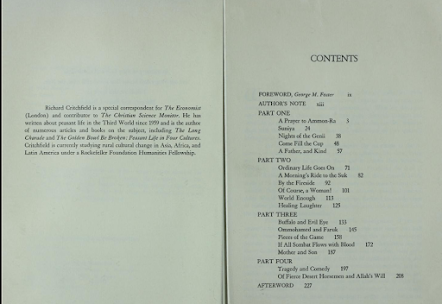 Richard Critchfield is a special correspondent for The Economist
(London) and contributor to The Christian Science Monitor. He has
written about peasant life in the Third World since 1959 and is the author
of numerous articles and books on the subject, including The Long
Charade and The Golden Bowl Be Broken: Peasant Life in Four Cultures.
Critchfield is currently studying rural cultural change in Asia, Africa, and
Latin America under a Rockefeller Foundation Humanities Fellowship.
CONTENTS
FOREWORD, George M. Foster ix
AUTHOR'S NOTE xiii
PART ONE
A Prayer to Ammon-Ra 3
Suniya 24
Nights of the Genii 38
Come Fill the Cup 48
A Father, and Kind 57
PART TWO
Ordinary Life Goes On 71
A Morning's Ride to the Suk 82
By the Fireside 92
Of Course, a Woman? 103
World Enough 113
Healing Laughter 125
PART THREE
Buffalo and Evil Eye 133
Ommohamed and Faruk 145
Pieces of the Game 158
If All Sambat Flows with Blood 172
Mother and Son 187
PART FOUR
Tragedy and Comedy 197
Of Fierce Desert Horsemen and Allah's Will 208
AFTERWORD 227